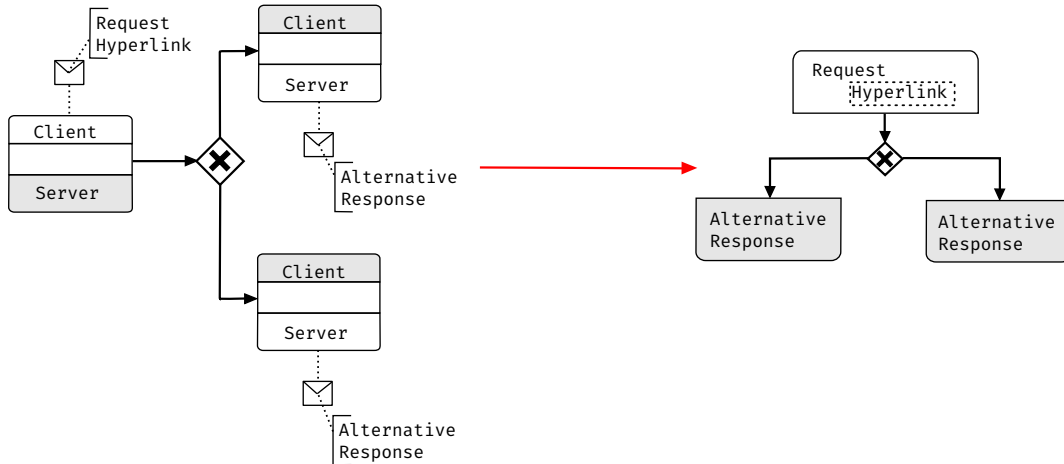 Request
Hyperlink
Client
Server
Client
Server
Alternative
Response
Client
Server
Alternative
Response
Request
Hyperlink
Alternative
Response
Alternative
Response